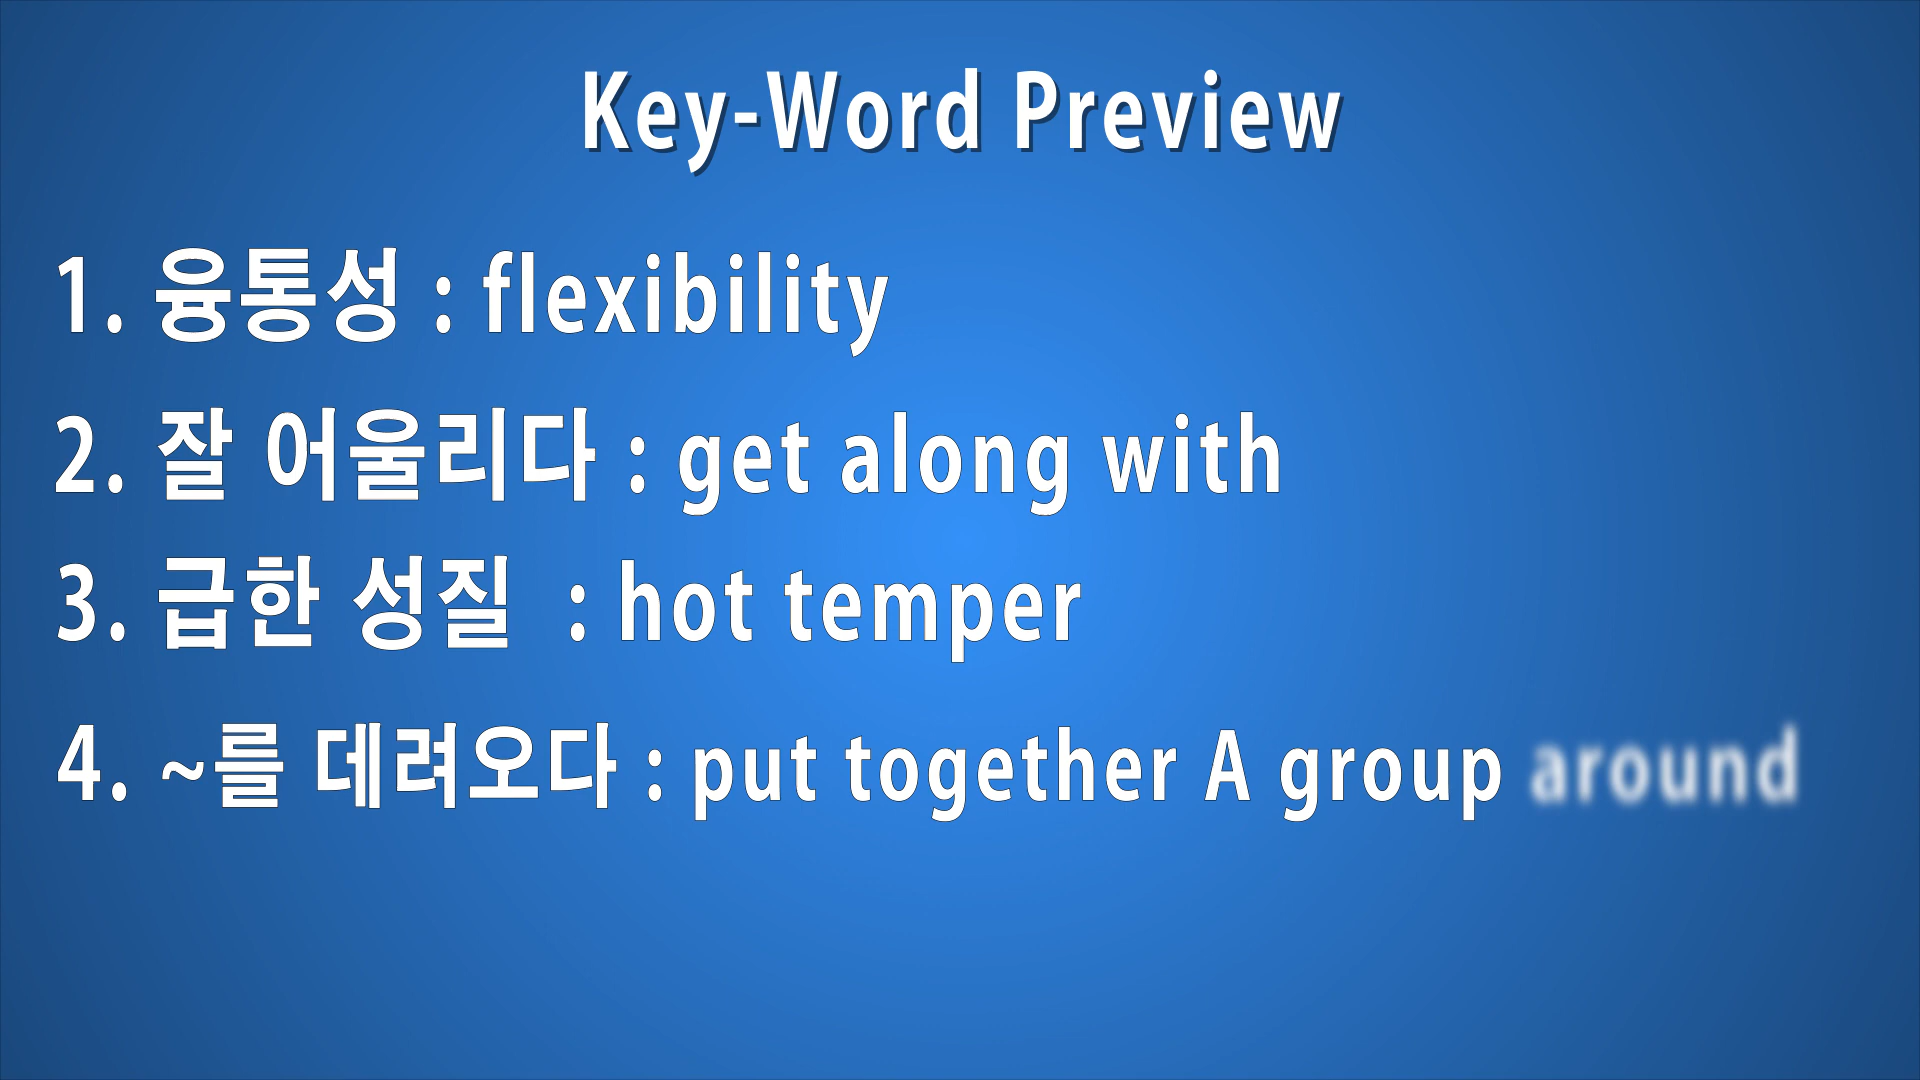 Key-Word Preview
1. 융통성 : flexibility
2. 잘 어울리다 : get along with
3. 급한 성질 : hot temper
4. ~를 데려오다 : put together A group around